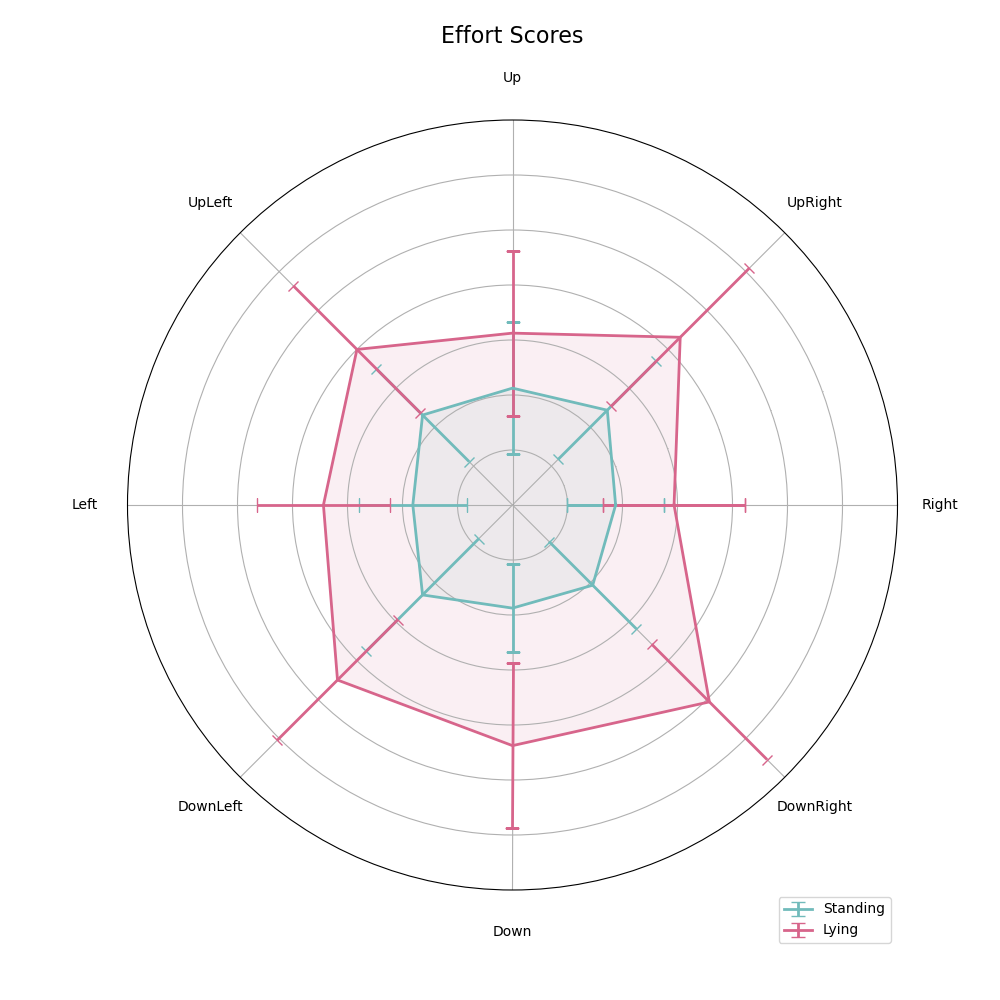 Effort Scores
Up
UpLeft
UpRight
Left
Right
DownLeft
DownRight
Down
Standing
Lying